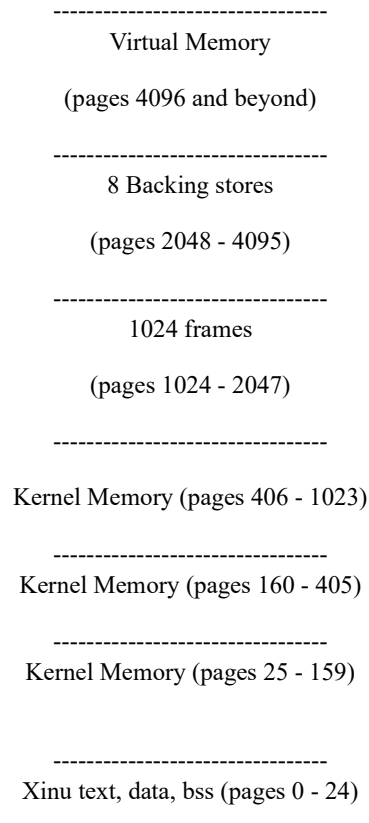 ---------------------------------
Virtual Memory
(pages 4096 and beyond)
---------------------------------
8 Backing stores
(pages 2048 - 4095)
---------------------------------
1024 frames
(pages 1024 - 2047)
---------------------------------
Kernel Memory (pages 406 - 1023)
---------------------------------
Kernel Memory (pages 160 - 405)
---------------------------------
Kernel Memory (pages 25 - 159)
---------------------------------
Xinu text, data, bss (pages 0 - 24)